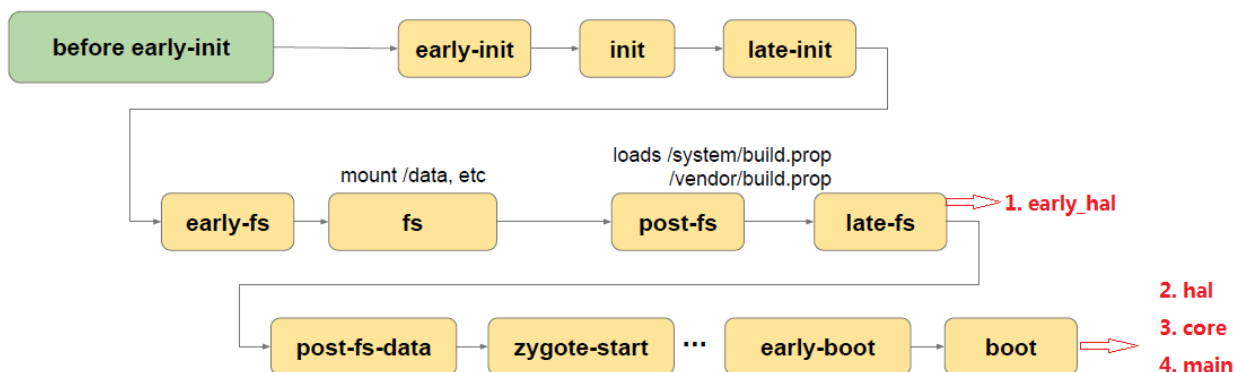 before early-init
early-init
init
late-init
mount /data, etc
loads /system/build.prop
/vendor/build.prop
early-fs
fs
post-fs
late-fs
1. early_hal
post-fs-data
zygote-start
...
early-boot
boot
2. hal
3. core
4. main